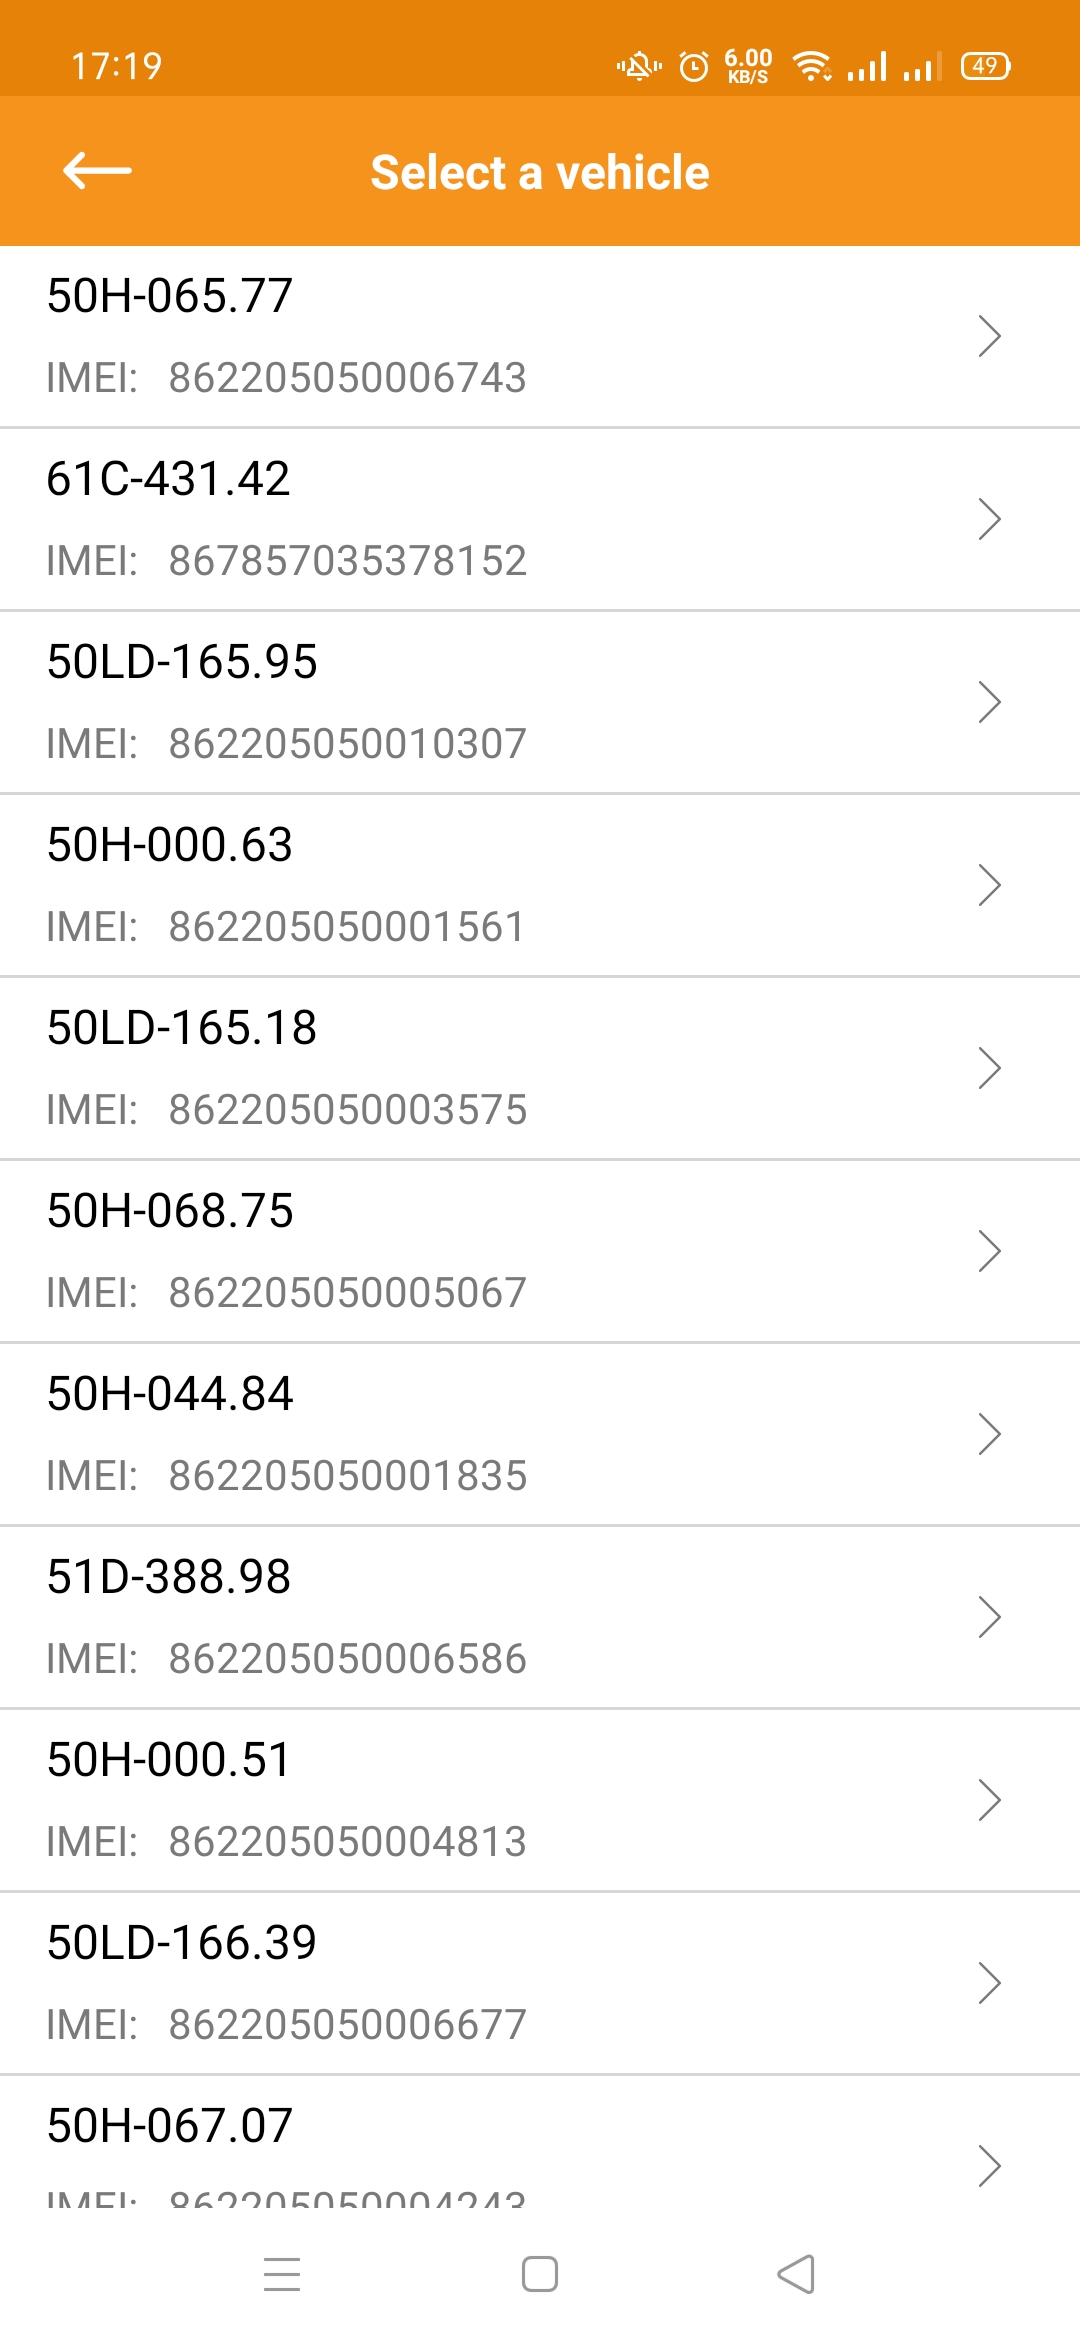 17:19
6.00
KB/S
49
Select a vehicle
50H-065.77
IMEI: 862205050006743
61C-431.42
IMEI: 867857035378152
50LD-165.95
IMEI: 862205050010307
50H-000.63
IMEI: 862205050001561
50LD-165.18
IMEI: 862205050003575
50H-068.75
IMEI: 862205050005067
50H-044.84
IMEI: 862205050001835
51D-388.98
IMEI: 862205050006586
50H-000.51
IMEI: 862205050004813
50LD-166.39
IMEI: 862205050006677
50H-067.07
IMEI: 862205050004243